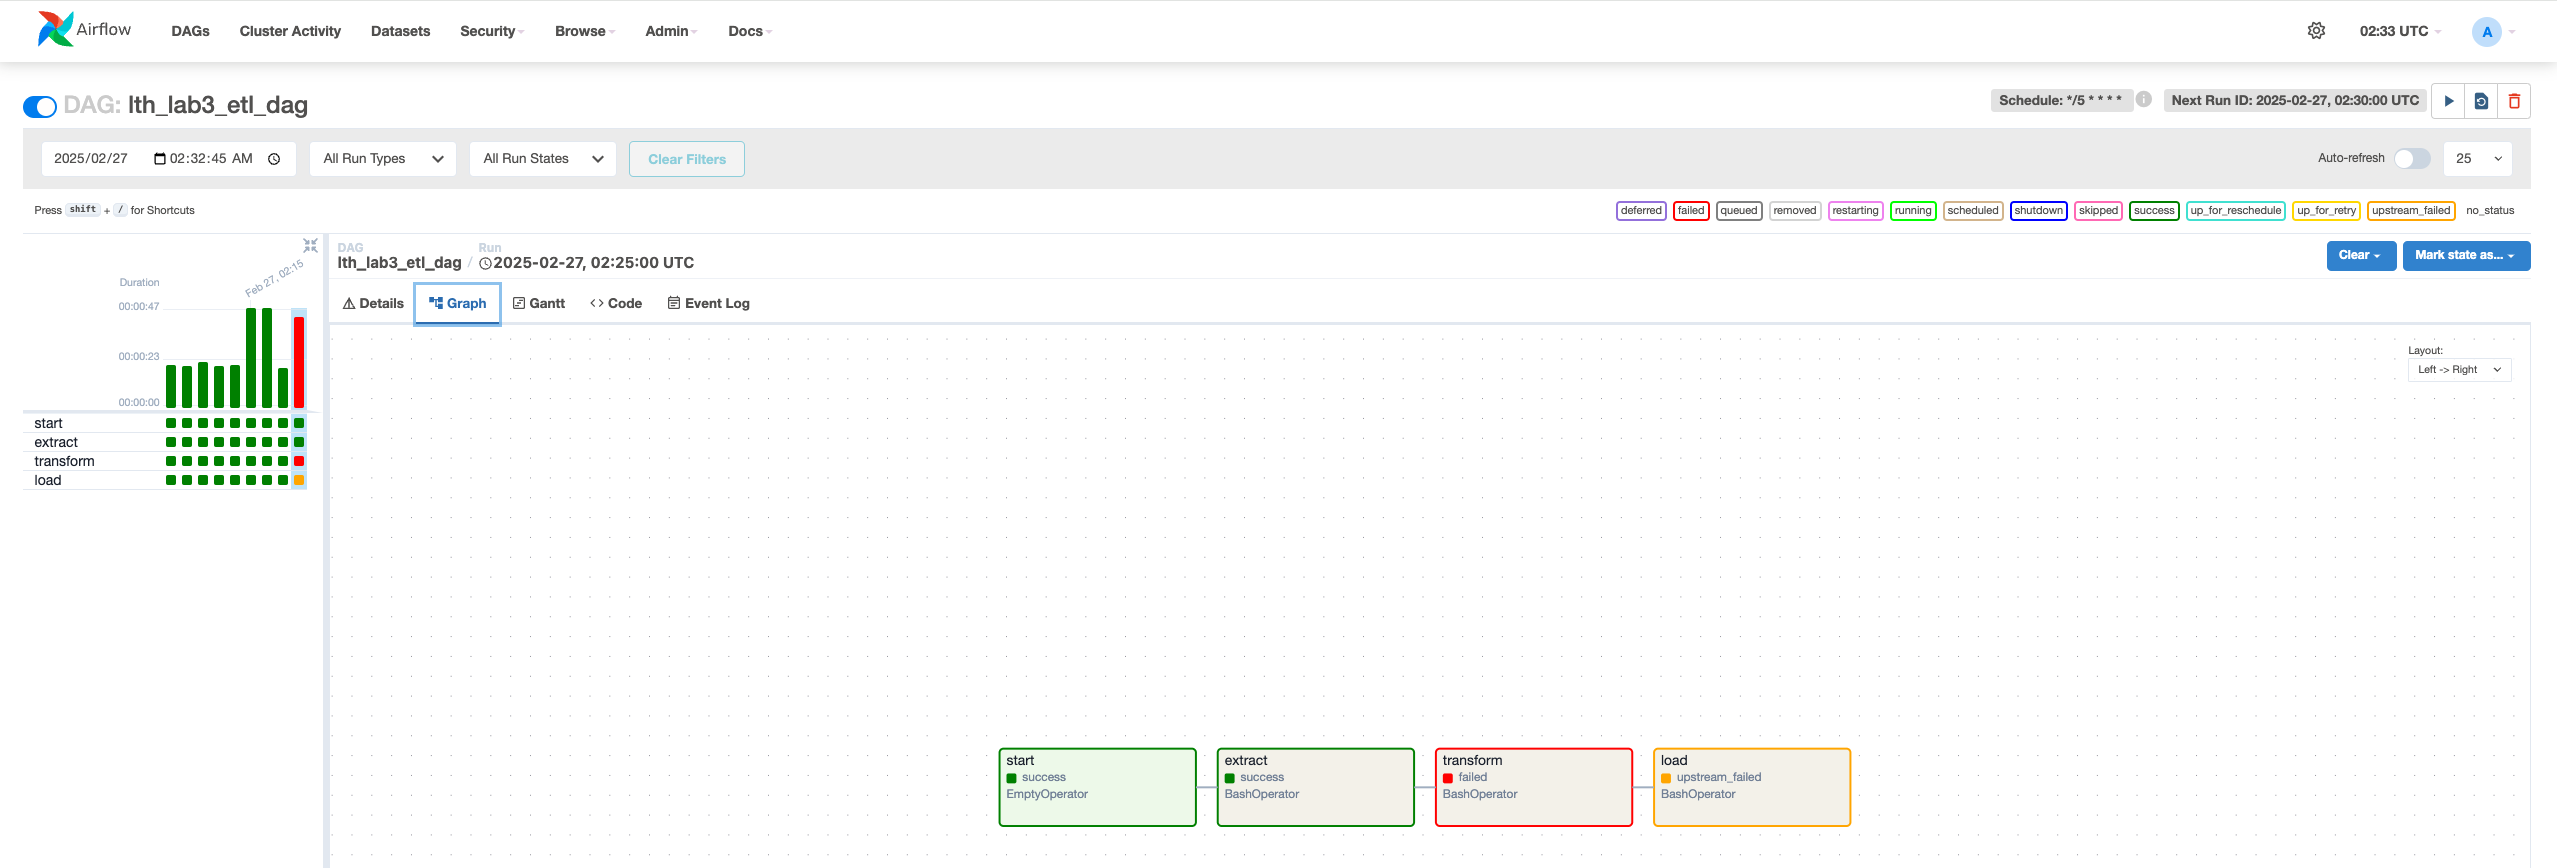 Airflow DAGs Cluster Activity Datasets Security Browse Admin Docs 02:33 UTC A
DAG: lth_lab3_etl_dag Schedule: */5 * * * * i Next Run ID: 2025-02-27, 02:30:00 UTC
2025/02/27 02:32:45 AM All Run Types All Run States Clear Filters Auto-refresh 25
Press shift + / for Shortcuts deferred failed queued removed restarting running scheduled shutdown skipped success up_for_reschedule up_for_retry upstream_failed no_status
DAG Run
lth_lab3_etl_dag / 2025-02-27, 02:25:00 UTC Clear Mark state as...
Feb 27, 02:15
Duration
00:00:47
00:00:23
00:00:00
start
extract
transform
load
Details Graph Gantt Code Event Log
Layout:
Left -> Right
start
success
EmptyOperator
extract
success
BashOperator
transform
failed
BashOperator
load
upstream_failed
BashOperator